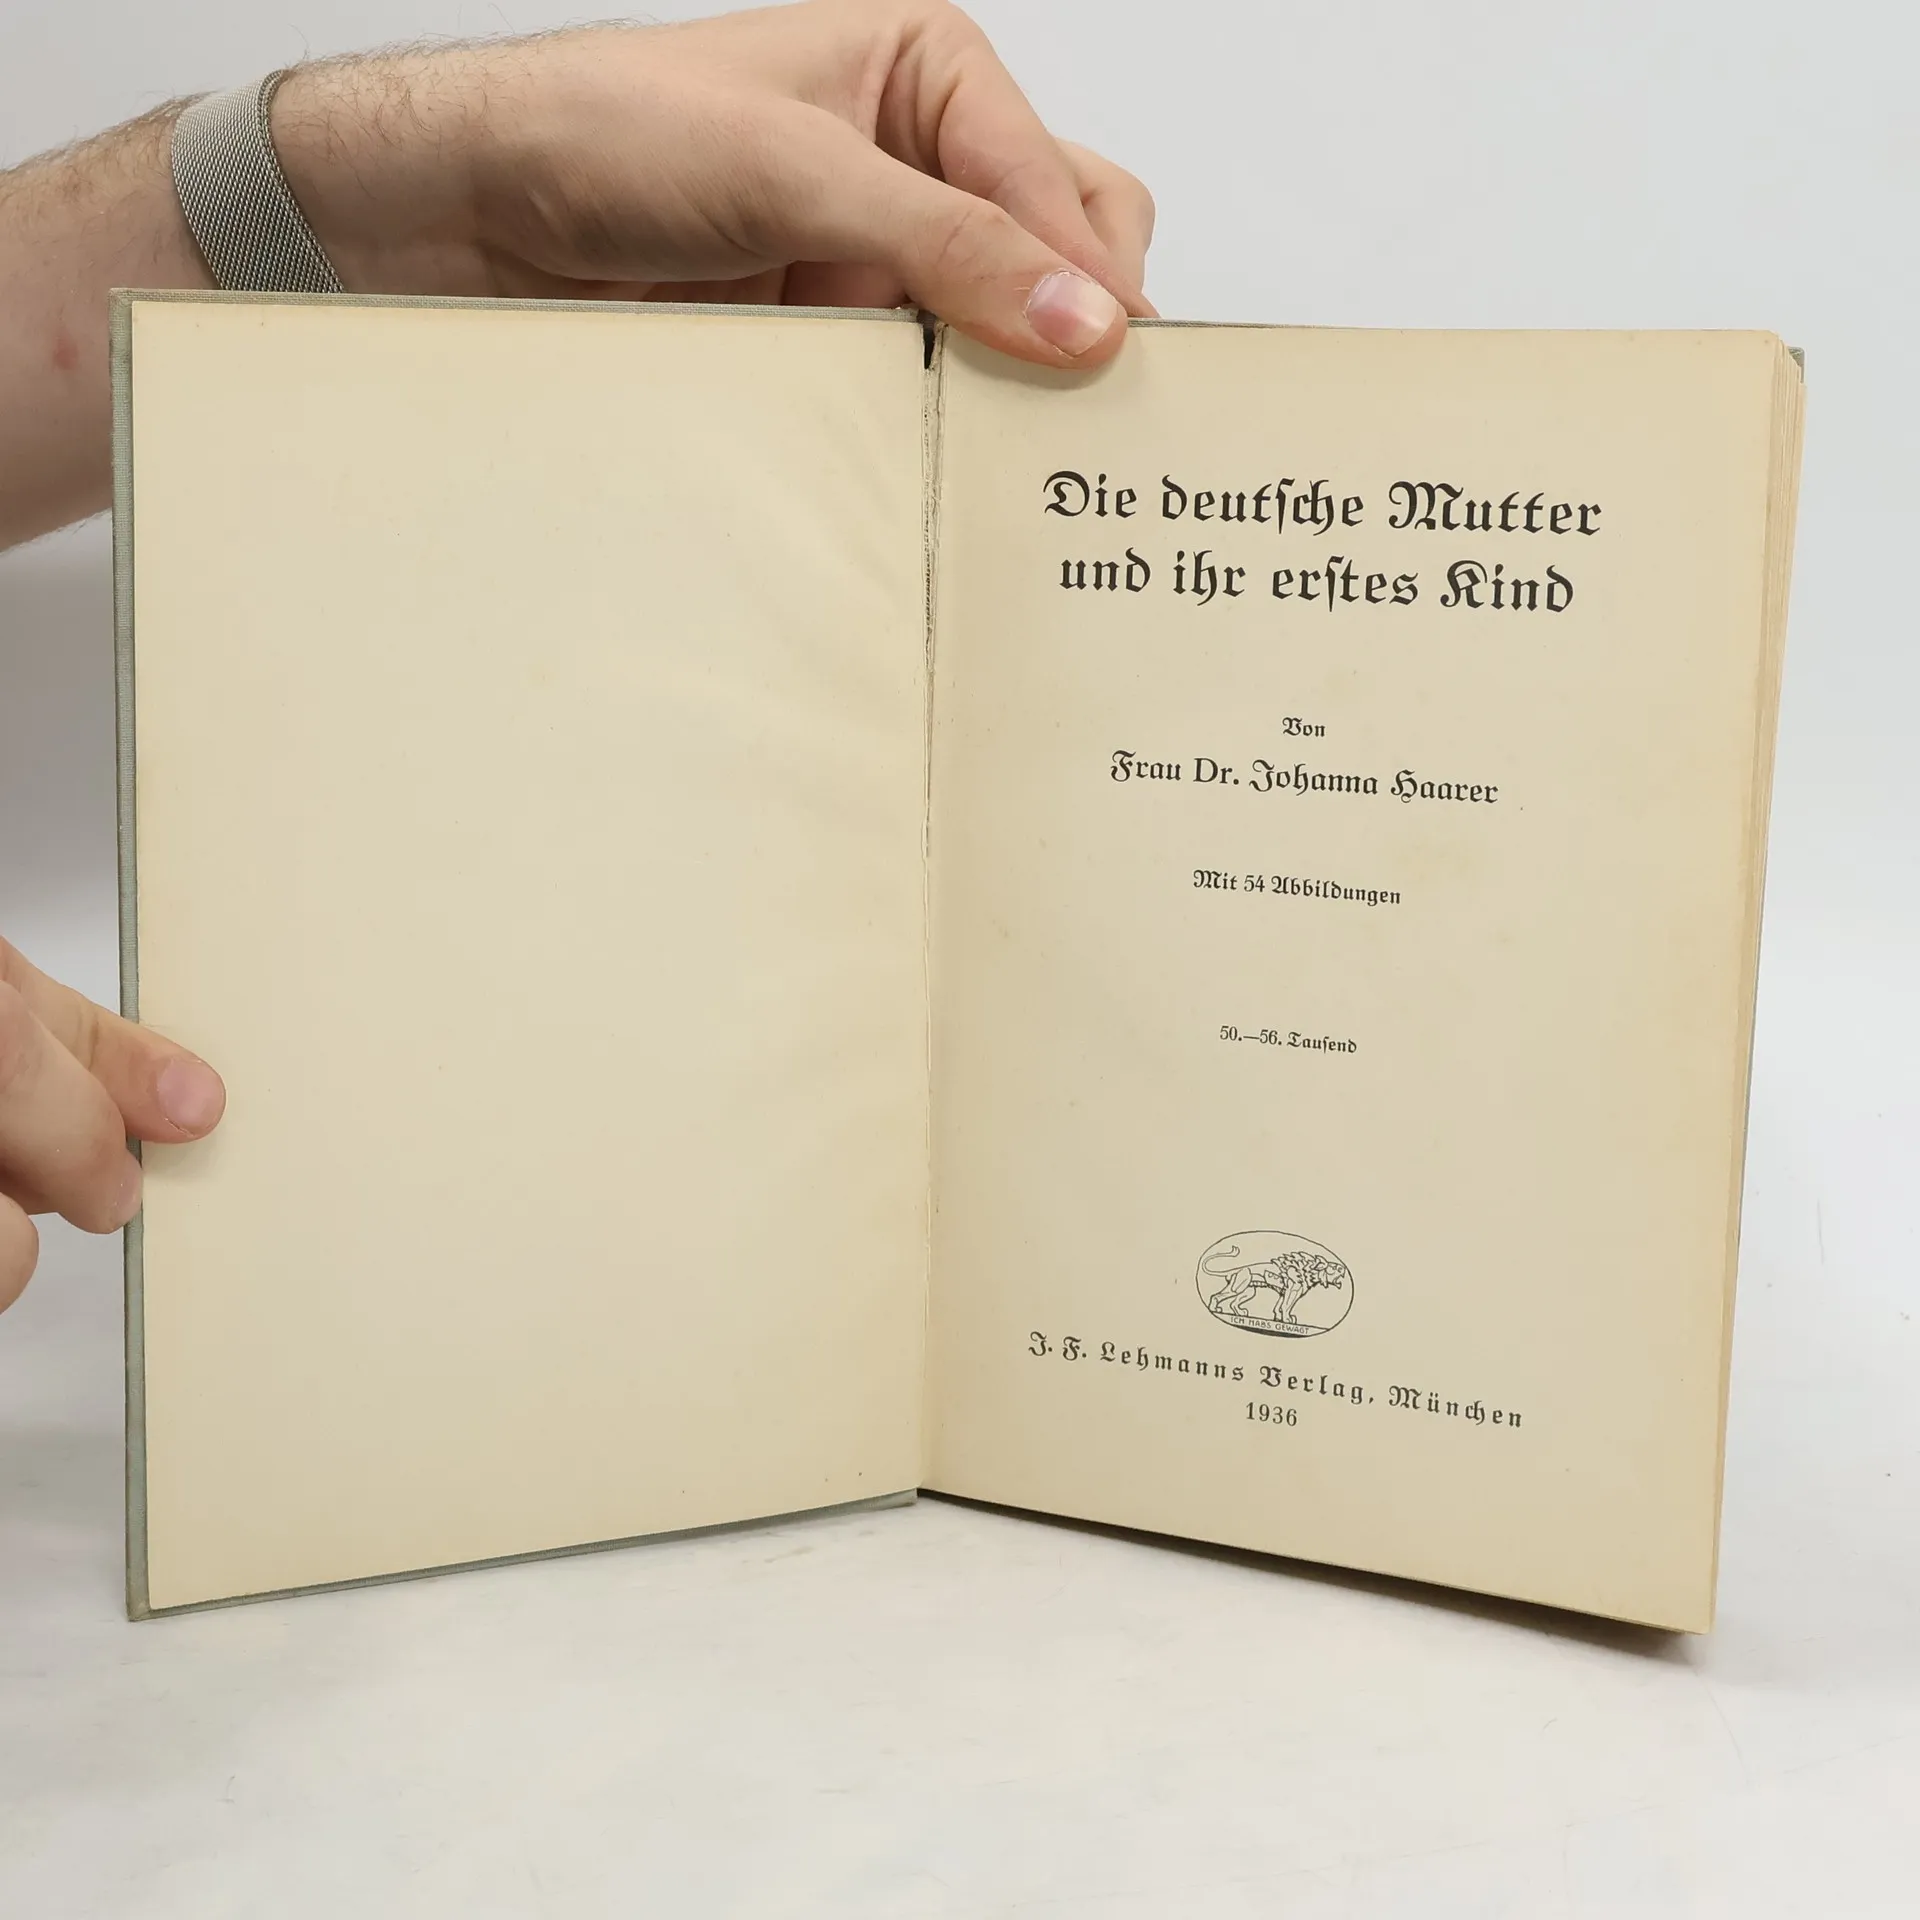 Die deutſche Mutter
und ihr erſtes Kind
Von
Frau Dr. Johanna Haarer
Mit 54 Abbildungen
50.—56. Tauſend
ICH HABS GEWAGT
J. F. Lehmanns Verlag, München
1936